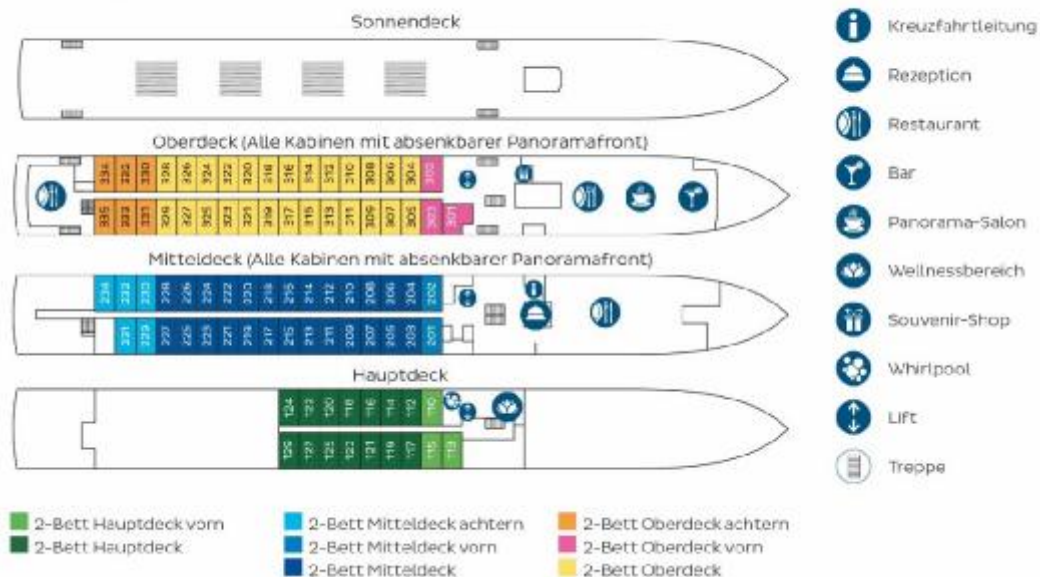 Sonnendeck
Oberdeck (Alle Kabinen mit absenkbarer Panoramafront)
334 332 330 328 326 324 322 320 318 316 314 312 310 308 306 304 302
335 333 331 329 327 325 323 321 319 317 315 313 311 309 307 305 303 301
Mitteldeck (Alle Kabinen mit absenkbarer Panoramafront)
234 232 230 228 226 224 222 220 218 216 214 212 210 208 206 204 202
231 229 227 225 223 221 219 217 215 213 211 209 207 205 203 201
Hauptdeck
124 122 120 118 116 114 112 110
129 127 125 123 121 119 117 115 113
Kreuzfahrtleitung
Rezeption
Restaurant
Bar
Panorama-Salon
Wellnessbereich
Souvenir-Shop
Whirlpool
Lift
Treppe
2-Bett Hauptdeck vorn
2-Bett Hauptdeck
2-Bett Mitteldeck achtern
2-Bett Mitteldeck vorn
2-Bett Mitteldeck
2-Bett Oberdeck achtern
2-Bett Oberdeck vorn
2-Bett Oberdeck